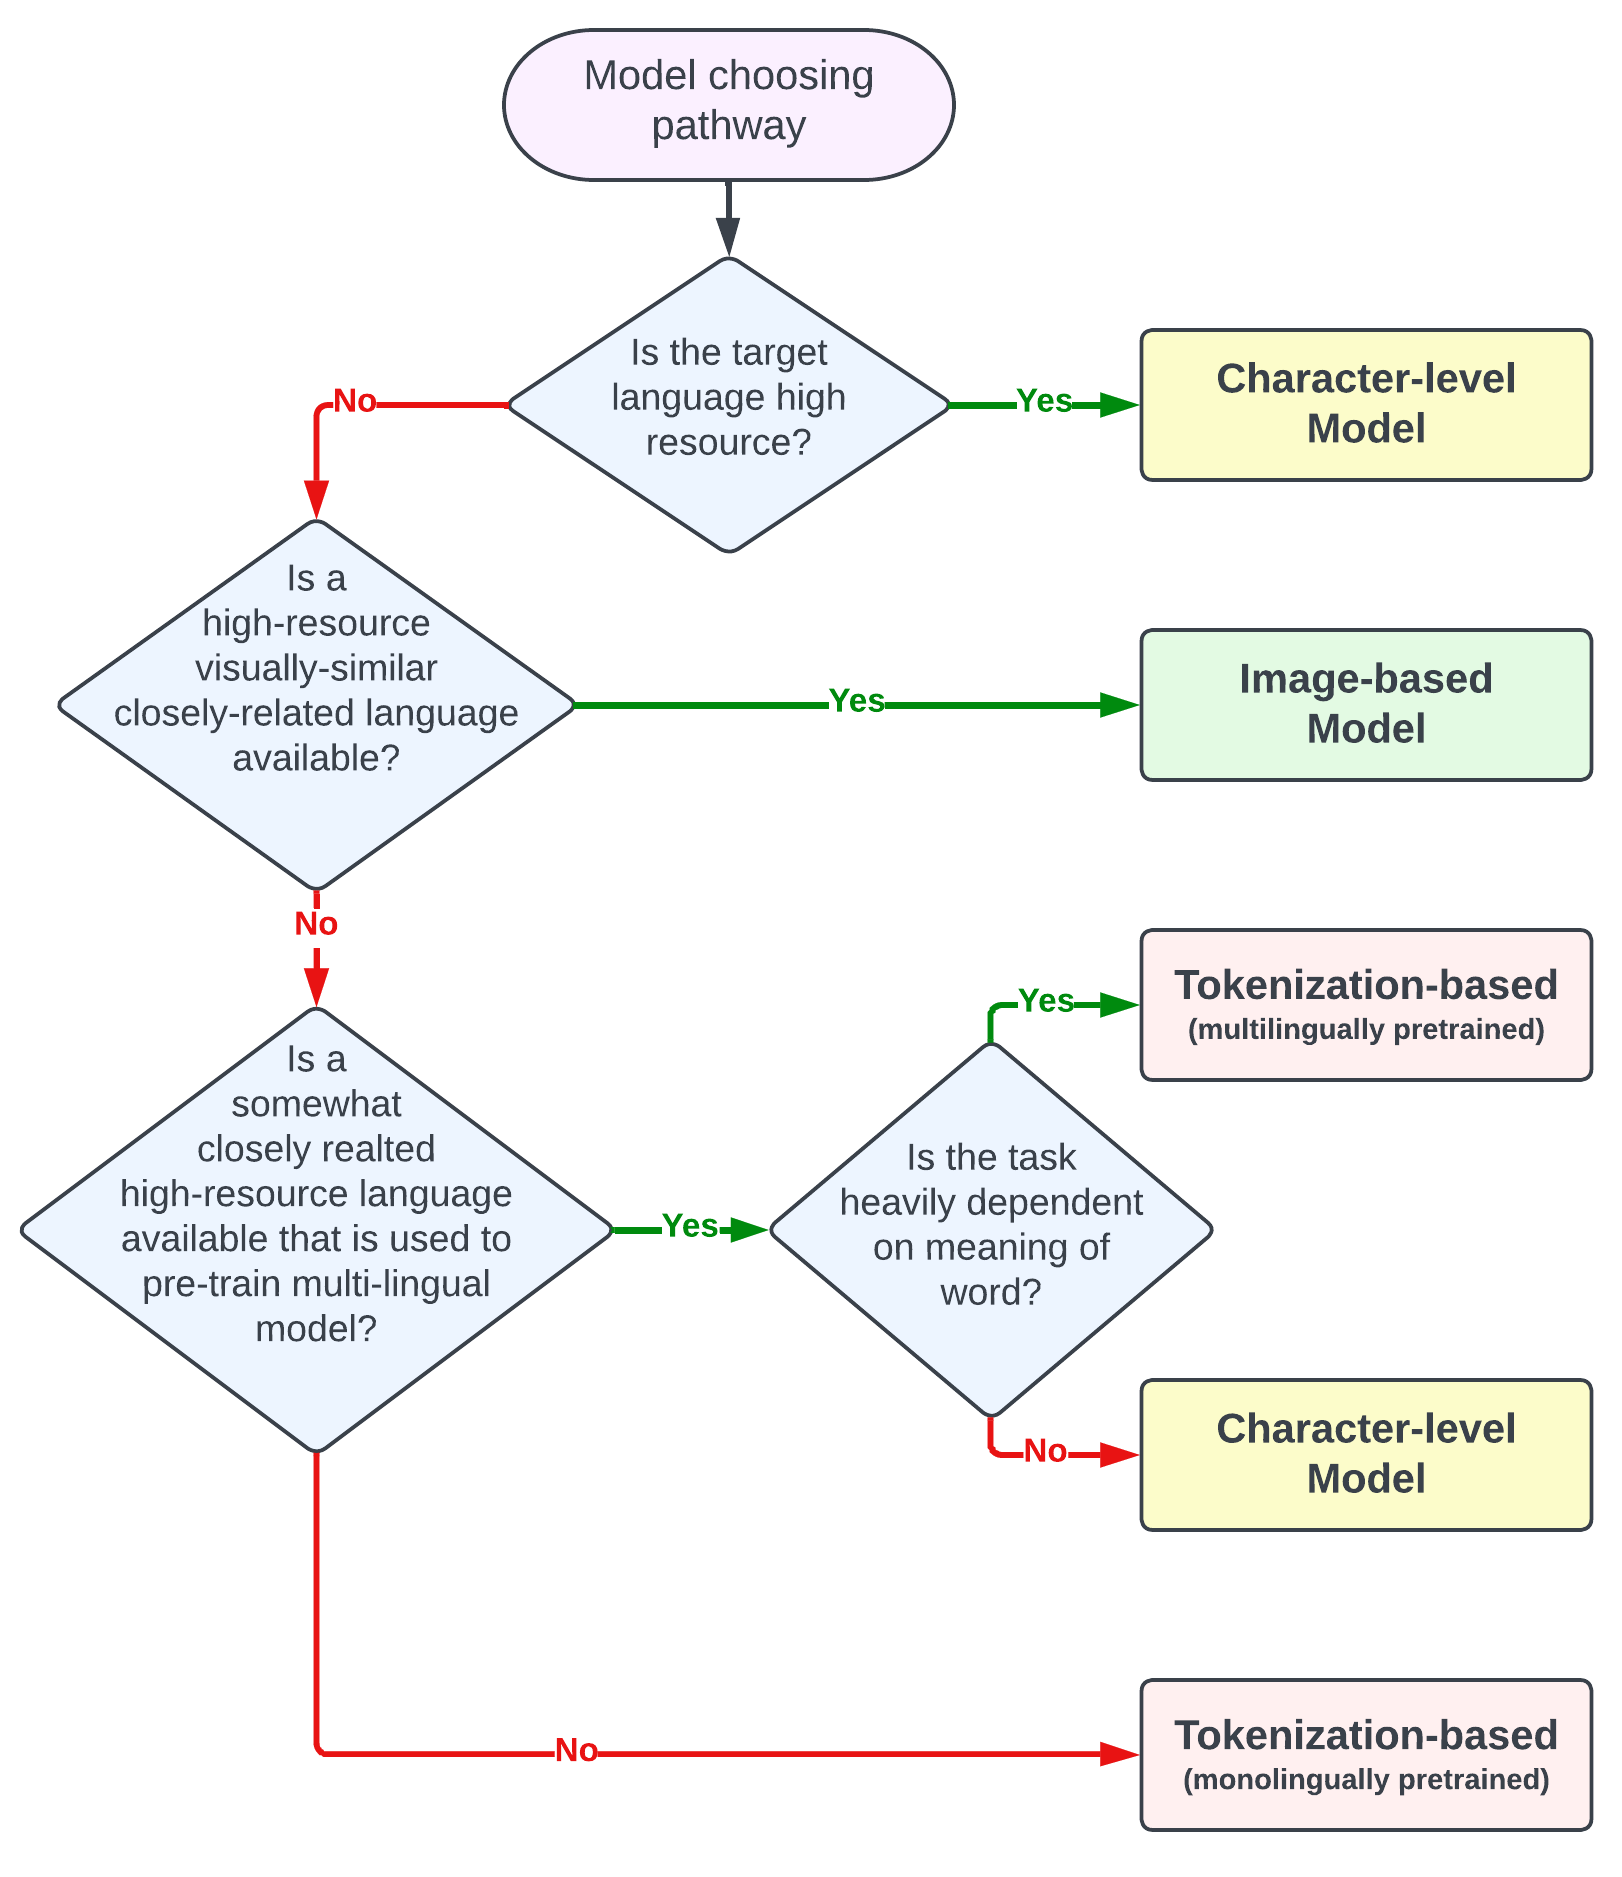 Model choosing
pathway
Is the target
language high
resource?
Yes
Character-level
Model
No
Is a
high-resource
visually-similar
closely-related language
available?
Yes
Image-based
Model
No
Is a
somewhat
closely realted
high-resource language
available that is used to
pre-train multi-lingual
model?
Yes
Is the task
heavily dependent
on meaning of
word?
Yes
Tokenization-based
(multilingually pretrained)
No
Character-level
Model
No
Tokenization-based
(monolingually pretrained)